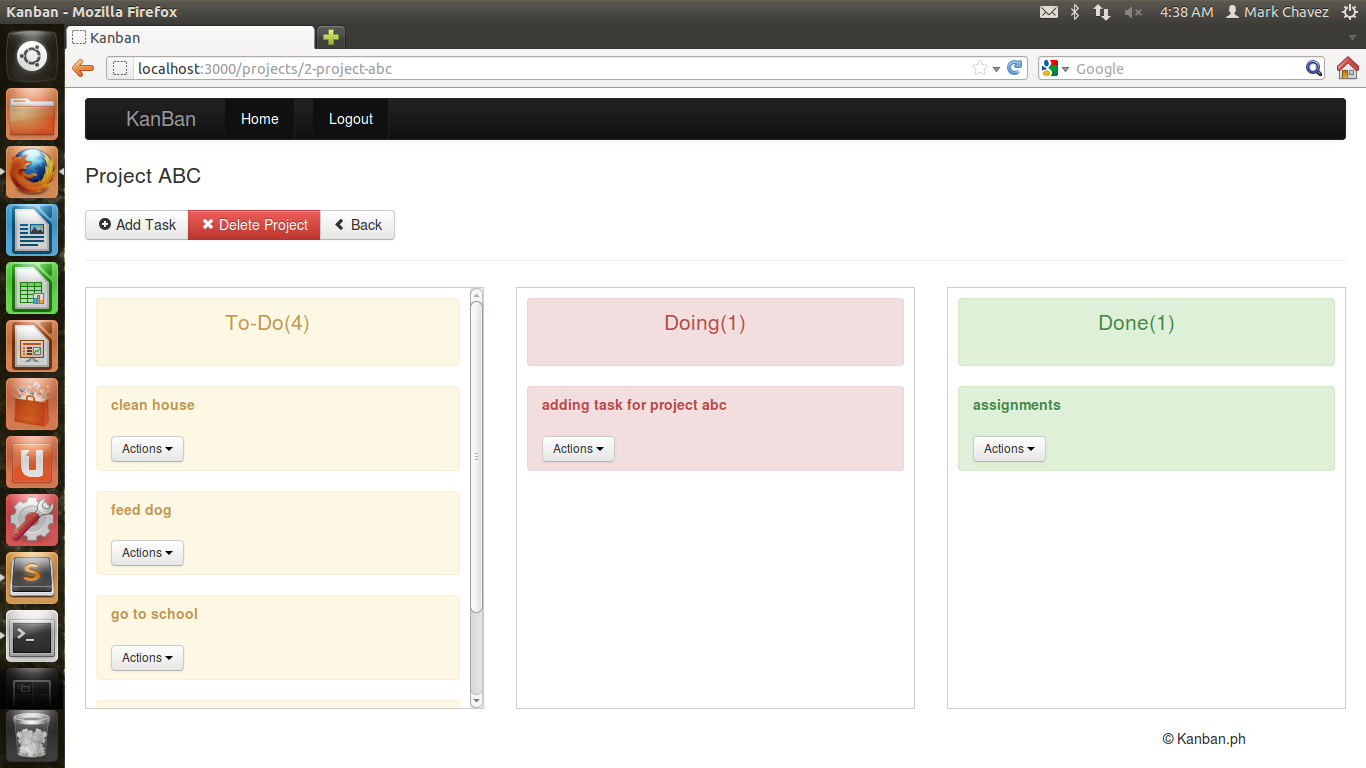 Kanban - Mozilla Firefox
4:38 AM Mark Chavez
Kanban
localhost:3000/projects/2-project-abc
Google
KanBan Home Logout
Project ABC
Add Task Delete Project Back
To-Do(4)
clean house
Actions
feed dog
Actions
go to school
Actions
Doing(1)
adding task for project abc
Actions
Done(1)
assignments
Actions
© Kanban.ph